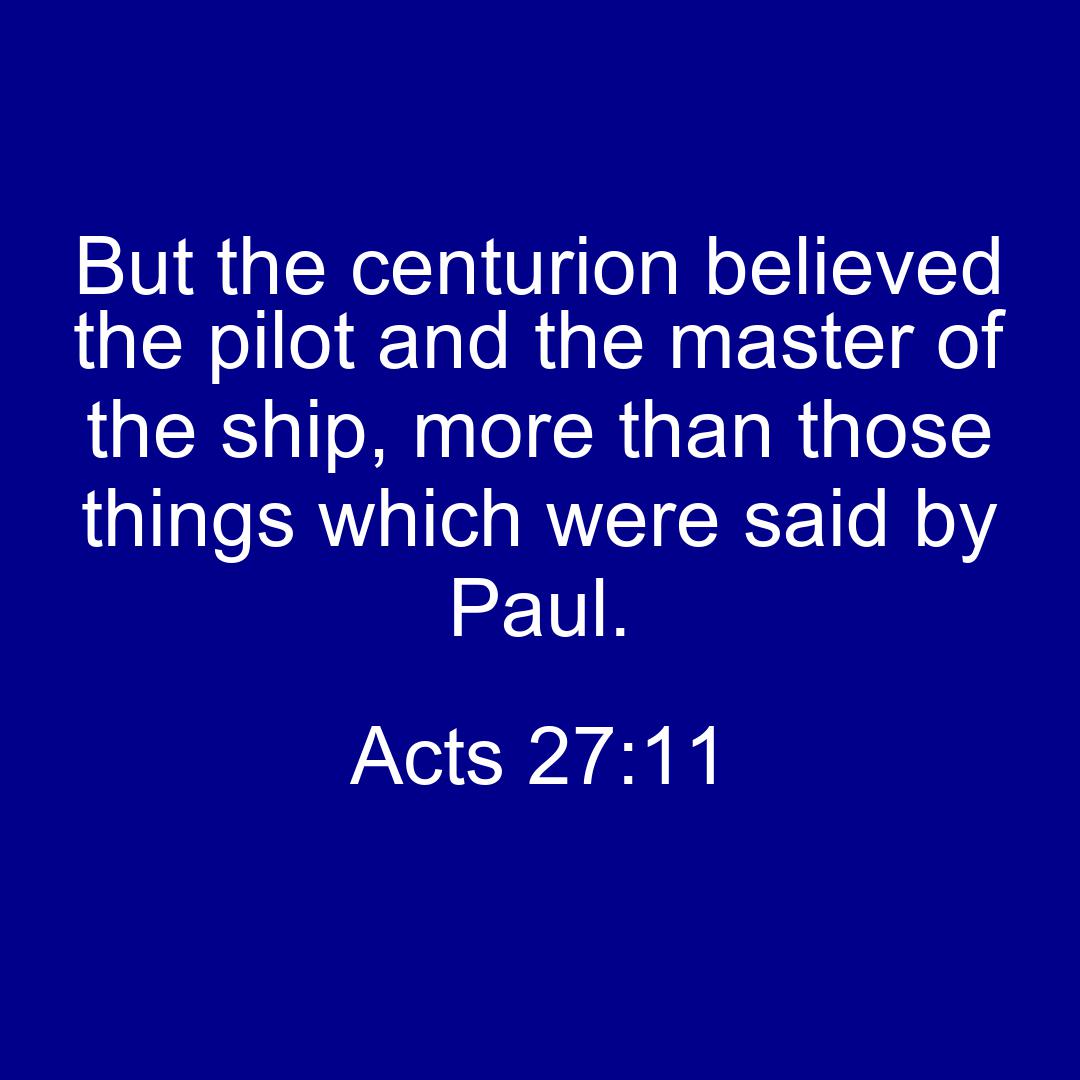 But the centurion believed
the pilot and the master of
the ship, more than those
things which were said by
Paul.
Acts 27:11